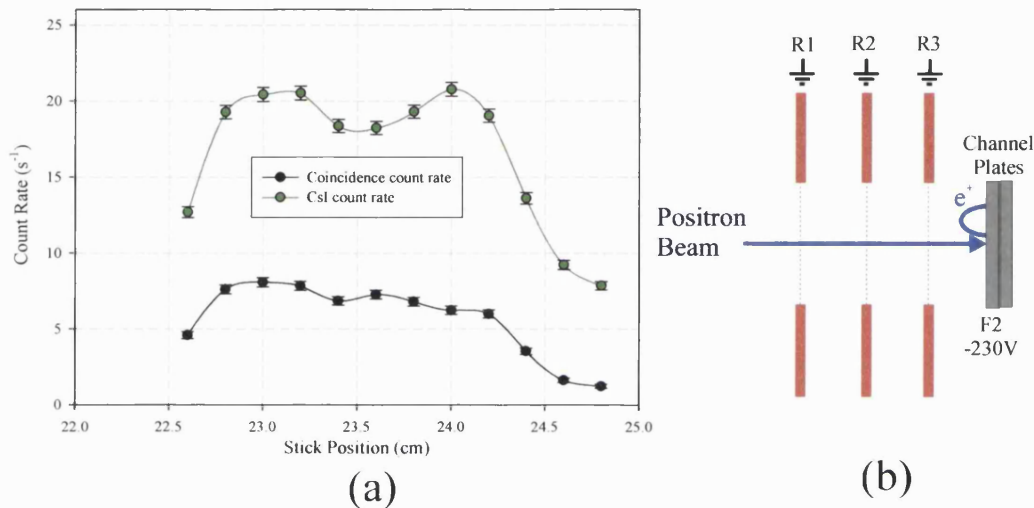 25
20
15
10
5
0
Count Rate (s⁻¹)
Coincidence count rate
CsI count rate
22.0 22.5 23.0 23.5 24.0 24.5 25.0
Stick Position (cm)
(a)
R1 R2 R3
Channel
Plates
e⁺
Positron
Beam
F2
-230V
(b)